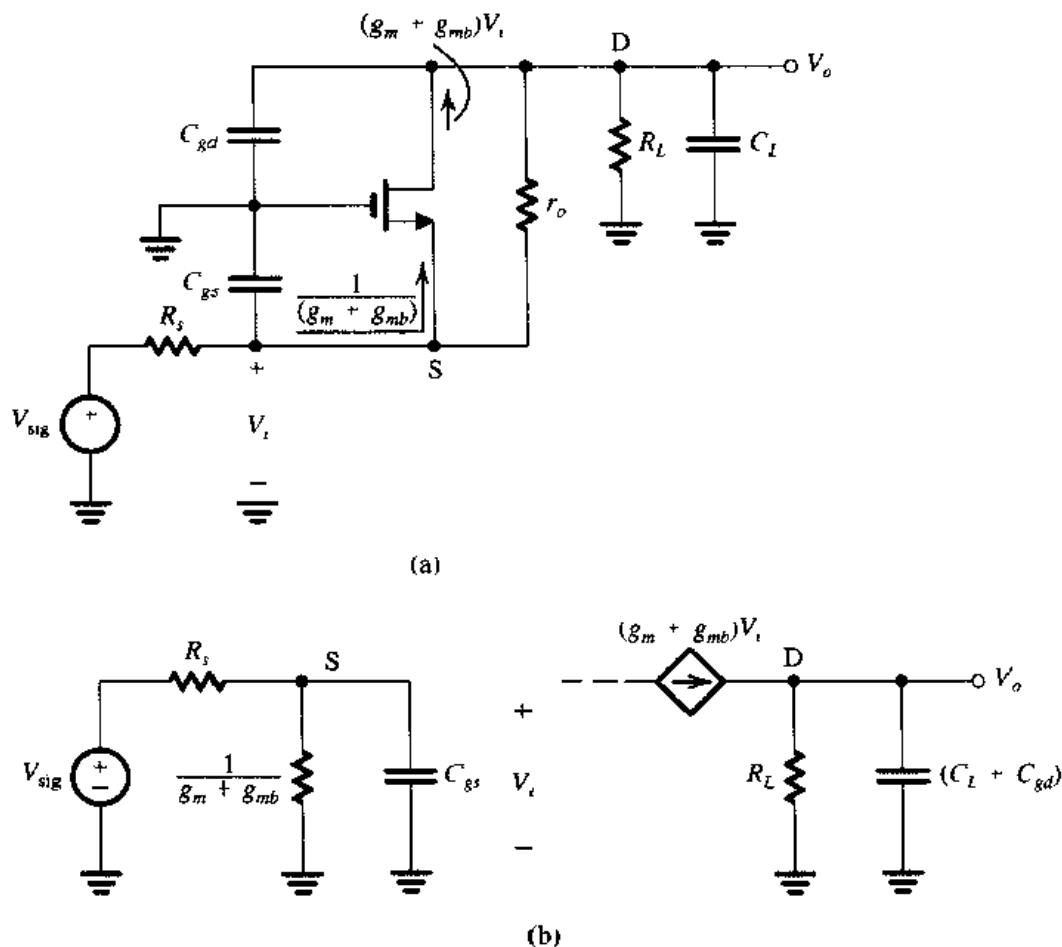 (g_m + g_mb)V_i
D
V_o
C_gd
R_L
C_L
r_o
C_gs
1
(g_m + g_mb)
R_s
+
S
V_sig
+
V_i
−
(a)
(g_m + g_mb)V_i
R_s
S
D
V_o
+
V_sig
+
−
1
g_m + g_mb
C_gs
V_i
R_L
(C_L + C_gd)
−
(b)